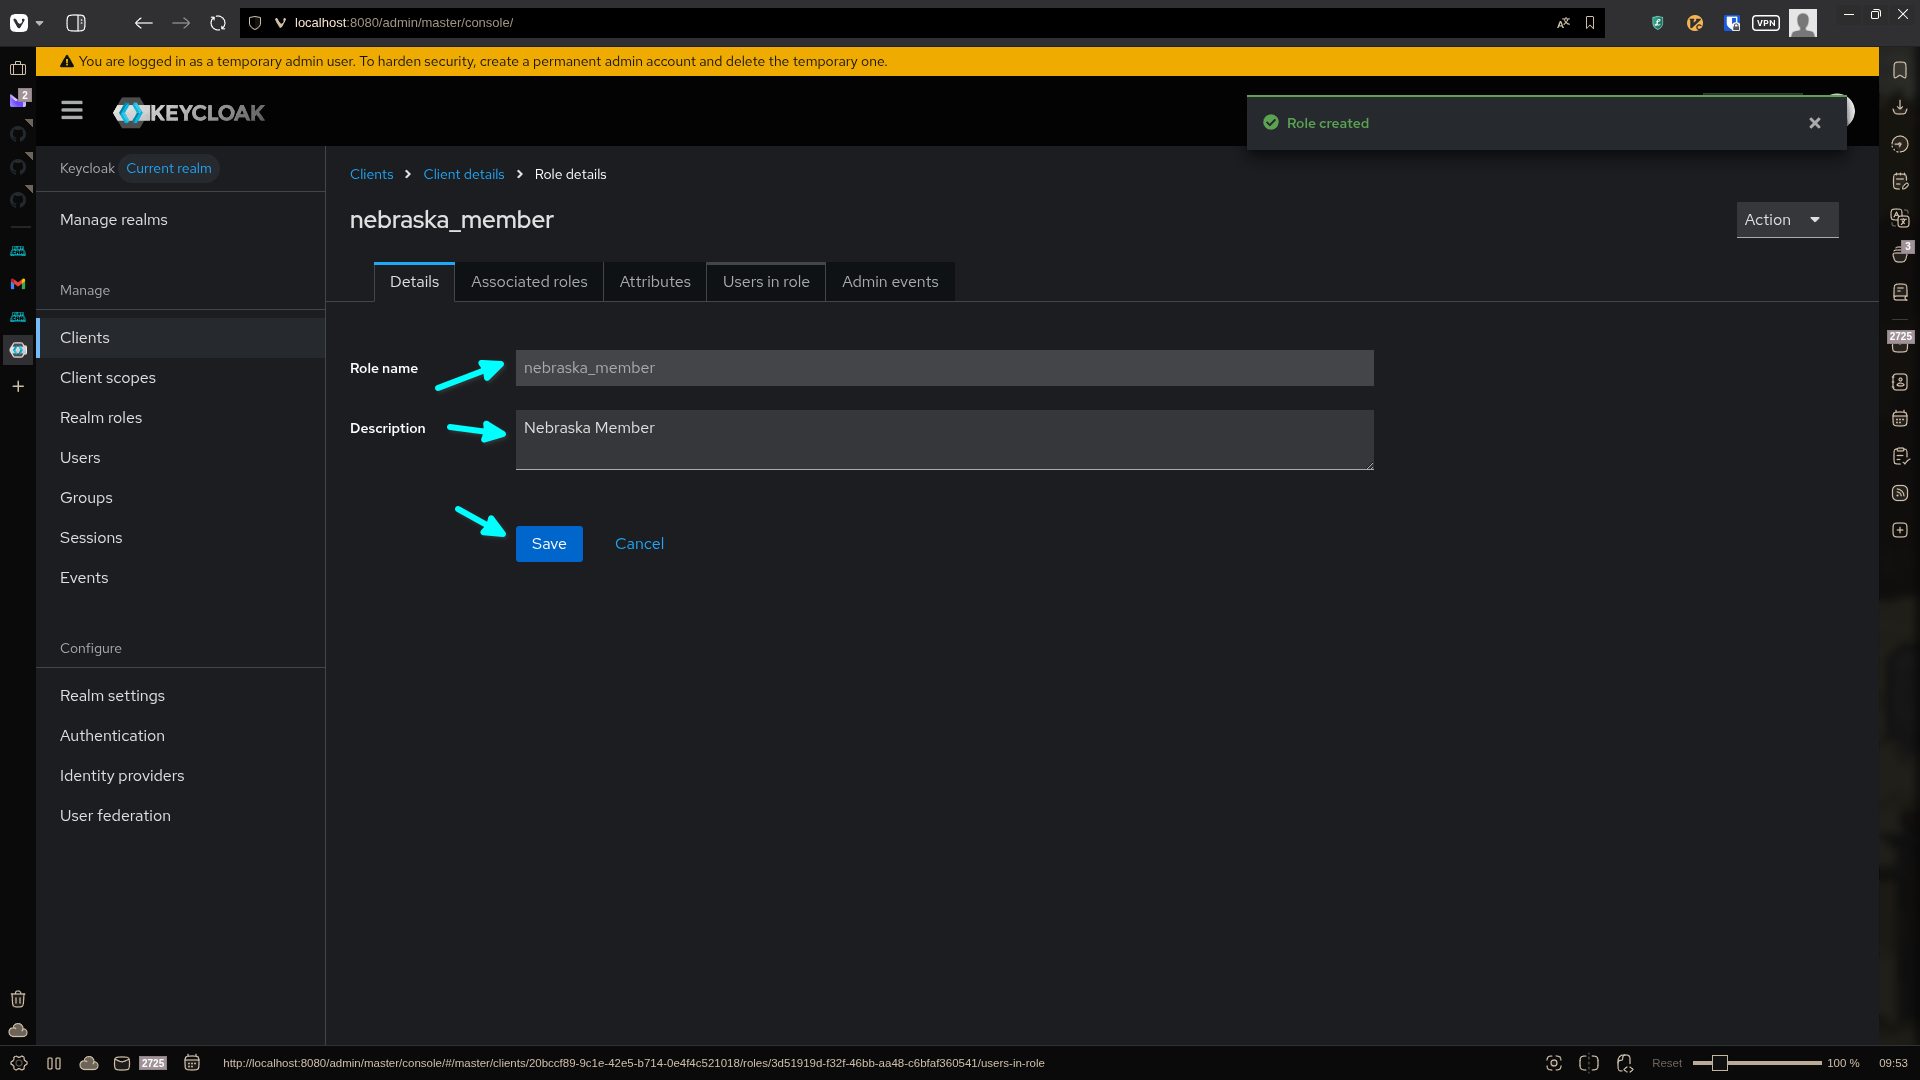 localhost:8080/admin/master/console/
VPN
You are logged in as a temporary admin user. To harden security, create a permanent admin account and delete the temporary one.
2
KEYCLOAK
Role created
Keycloak Current realm
Clients Client details Role details
Manage realms
nebraska_member
Action
3
Manage
Details Associated roles Attributes Users in role Admin events
Clients
2725
Role name nebraska_member
Client scopes
Realm roles
Description Nebraska Member
Users
Groups
Sessions
Save Cancel
Events
Configure
Realm settings
Authentication
Identity providers
User federation
2725 http://localhost:8080/admin/master/console/#/master/clients/20bccf89-9c1e-42e5-b714-0e4f4c521018/roles/3d51919d-f32f-46bb-aa48-c6bfaf360541/users-in-role Reset 100 % 09:53